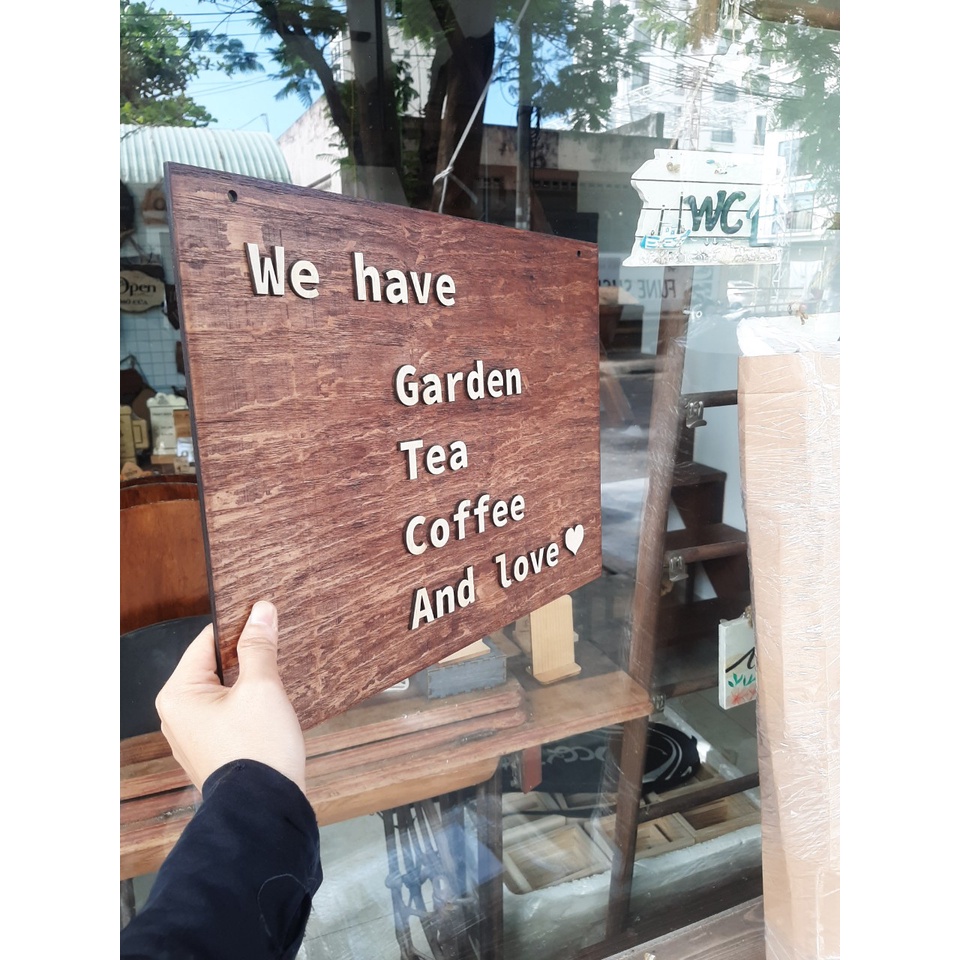 We have
Garden
Tea
Coffee
And love♥
WC
Open